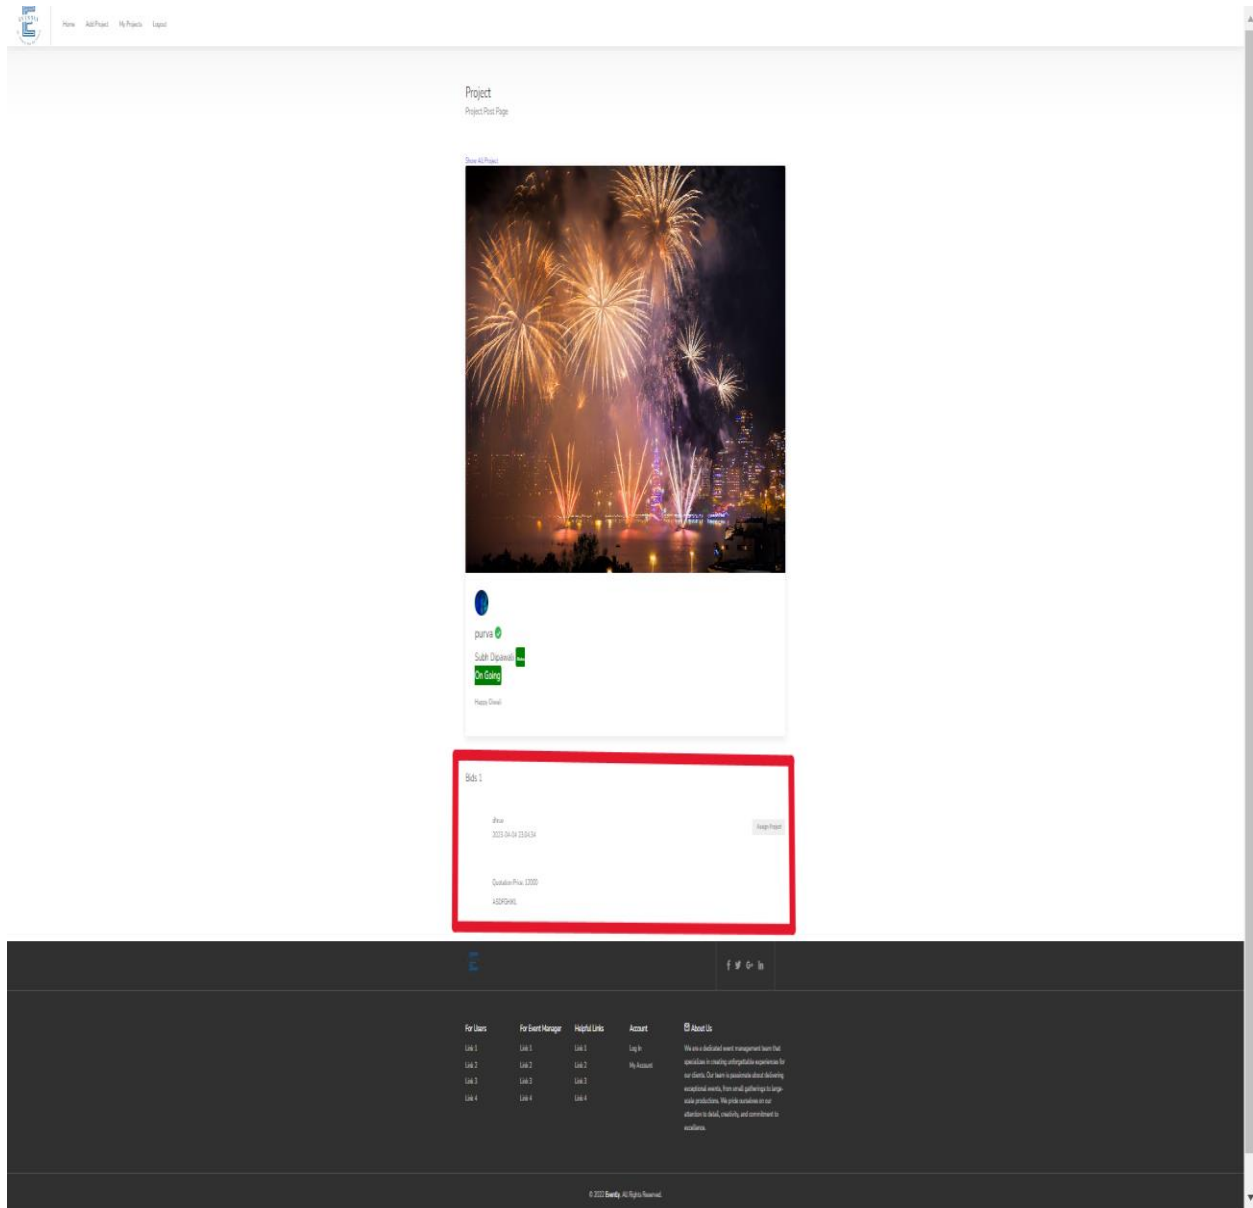 Home Add Project My Projects Logout
Project
Project Post Page
Show All Project
purva
Subh Dipawali
On Going
Happy Diwali
Bids 1
2023-04-04 23:04:34
Assign Project
Quotation Price: 12000
For Users
Link 1
Link 2
Link 3
Link 4
For Event Manager
Link 1
Link 2
Link 3
Link 4
Helpful Links
Link 1
Link 2
Link 3
Link 4
Account
Log In
My Account
About Us
We are a dedicated event management team that
specializes in creating unforgettable experiences for
our clients. Our team is passionate about delivering
exceptional events, from small gatherings to large-
scale productions. We pride ourselves on our
attention to detail, creativity, and commitment to
excellence.
Evently. All Rights Reserved.